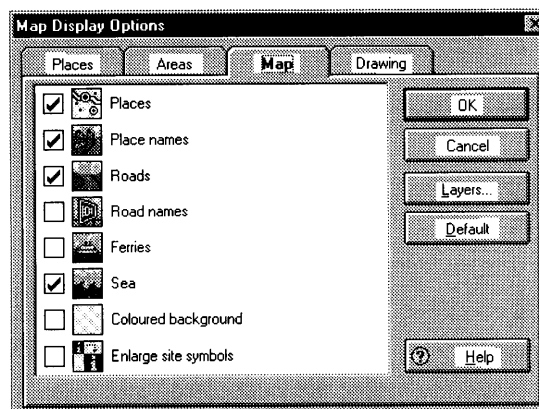 Map Display Options
Places Areas Map Drawing
Places
Place names
Roads
Road names
Ferries
Sea
Coloured background
Enlarge site symbols
OK
Cancel
Layers...
Default
Help